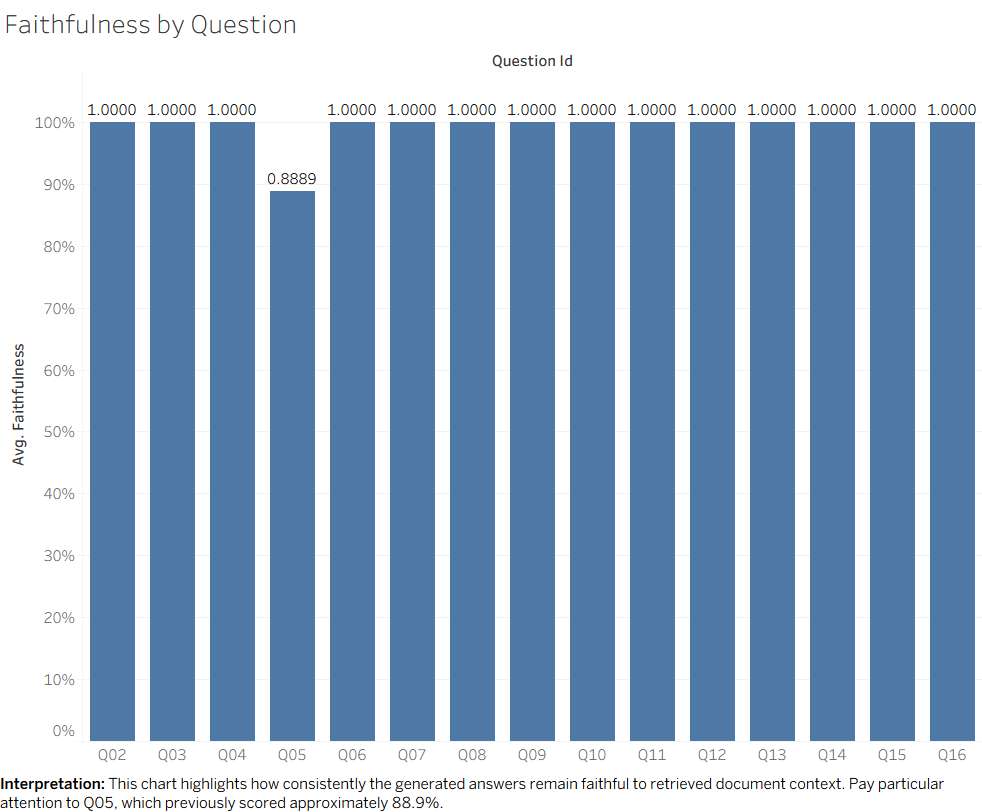 Faithfulness by Question
Question Id
1.0000 1.0000 1.0000 1.0000 1.0000 1.0000 1.0000 1.0000 1.0000 1.0000 1.0000 1.0000 1.0000 1.0000
100%
0.8889
90%
80%
70%
60%
50%
40%
30%
20%
10%
0%
Avg. Faithfulness
Q02 Q03 Q04 Q05 Q06 Q07 Q08 Q09 Q10 Q11 Q12 Q13 Q14 Q15 Q16
Interpretation: This chart highlights how consistently the generated answers remain faithful to retrieved document context. Pay particular
attention to Q05, which previously scored approximately 88.9%.